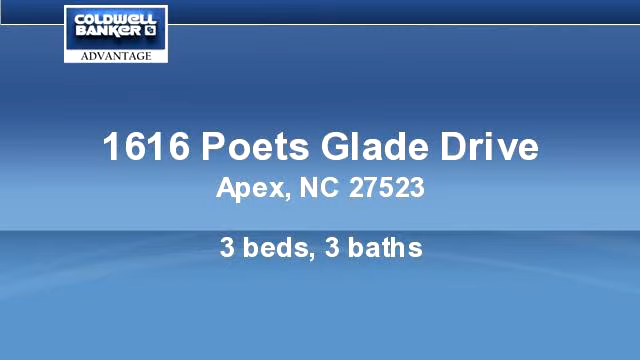 COLDWELL
BANKER
ADVANTAGE
1616 Poets Glade Drive
Apex, NC 27523
3 beds, 3 baths